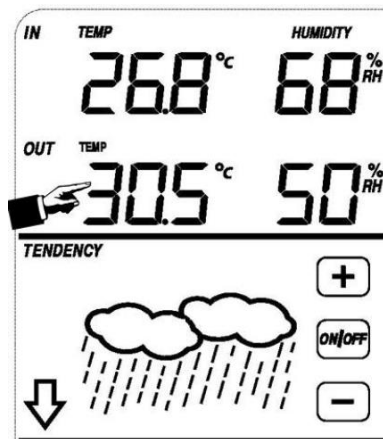 IN TEMP HUMIDITY
26.8 °C 68 % RH
OUT TEMP
30.5 °C 50 % RH
TENDENCY
+
ON/OFF
−